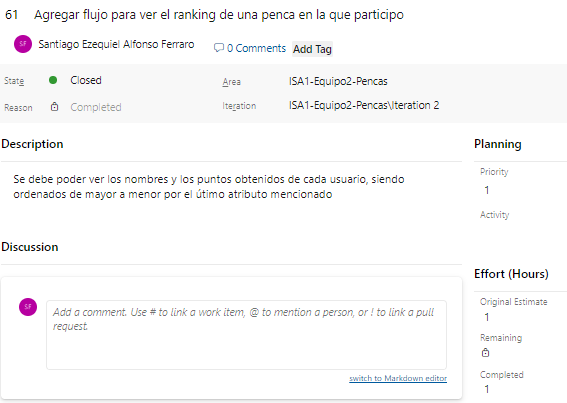 61 Agregar flujo para ver el ranking de una penca en la que participo
SF Santiago Ezequiel Alfonso Ferraro 0 Comments Add Tag
State Closed Area ISA1-Equipo2-Pencas
Reason Completed Iteration ISA1-Equipo2-Pencas\Iteration 2
Description
Se debe poder ver los nombres y los puntos obtenidos de cada usuario, siendo
ordenados de mayor a menor por el útimo atributo mencionado
Planning
Priority
1
Activity
Discussion
SF
Add a comment. Use # to link a work item, @ to mention a person, or ! to link a pull
request.
switch to Markdown editor
Effort (Hours)
Original Estimate
1
Remaining
Completed
1